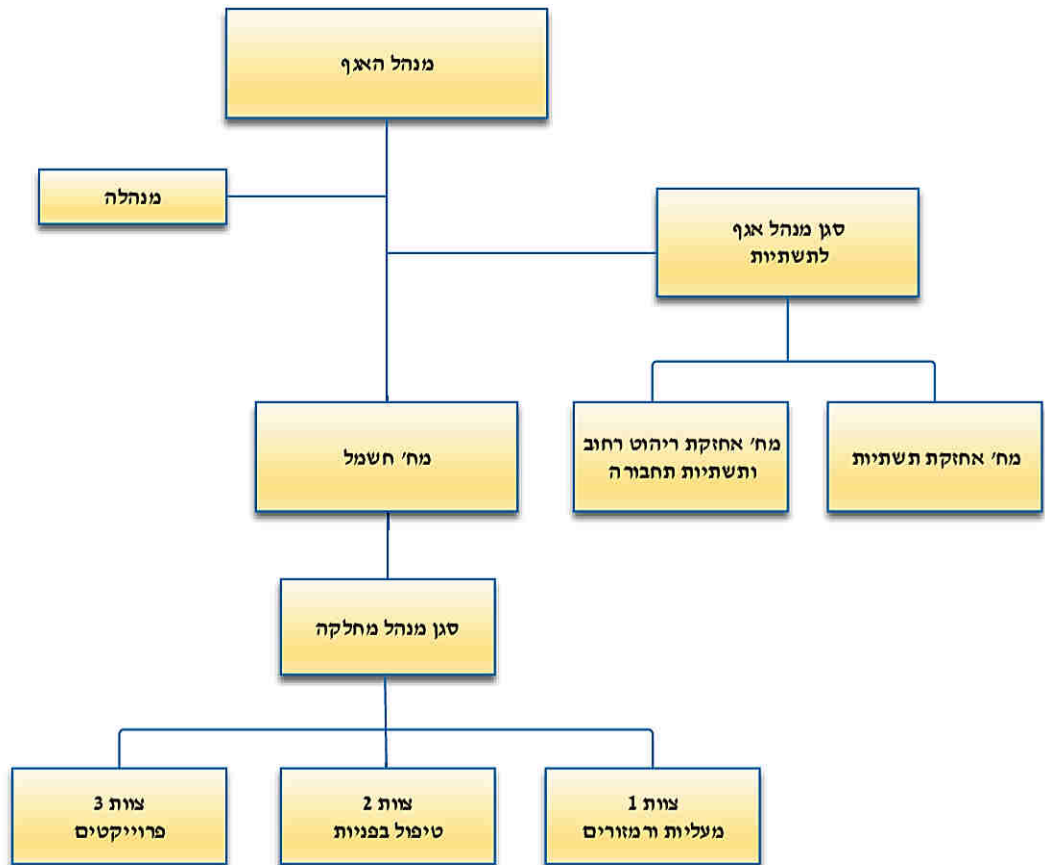 מנהל האגף
מנהלה
סגן מנהל אגף
לתשתיות
מח' אחזקת תשתיות
מח' אחזקת ריהוט רחוב
ותשתיות תחבורה
מח' חשמל
סגן מנהל מחלקה
צוות 1
מעליות ורמזורים
צוות 2
טיפול בפניות
צוות 3
פרוייקטים